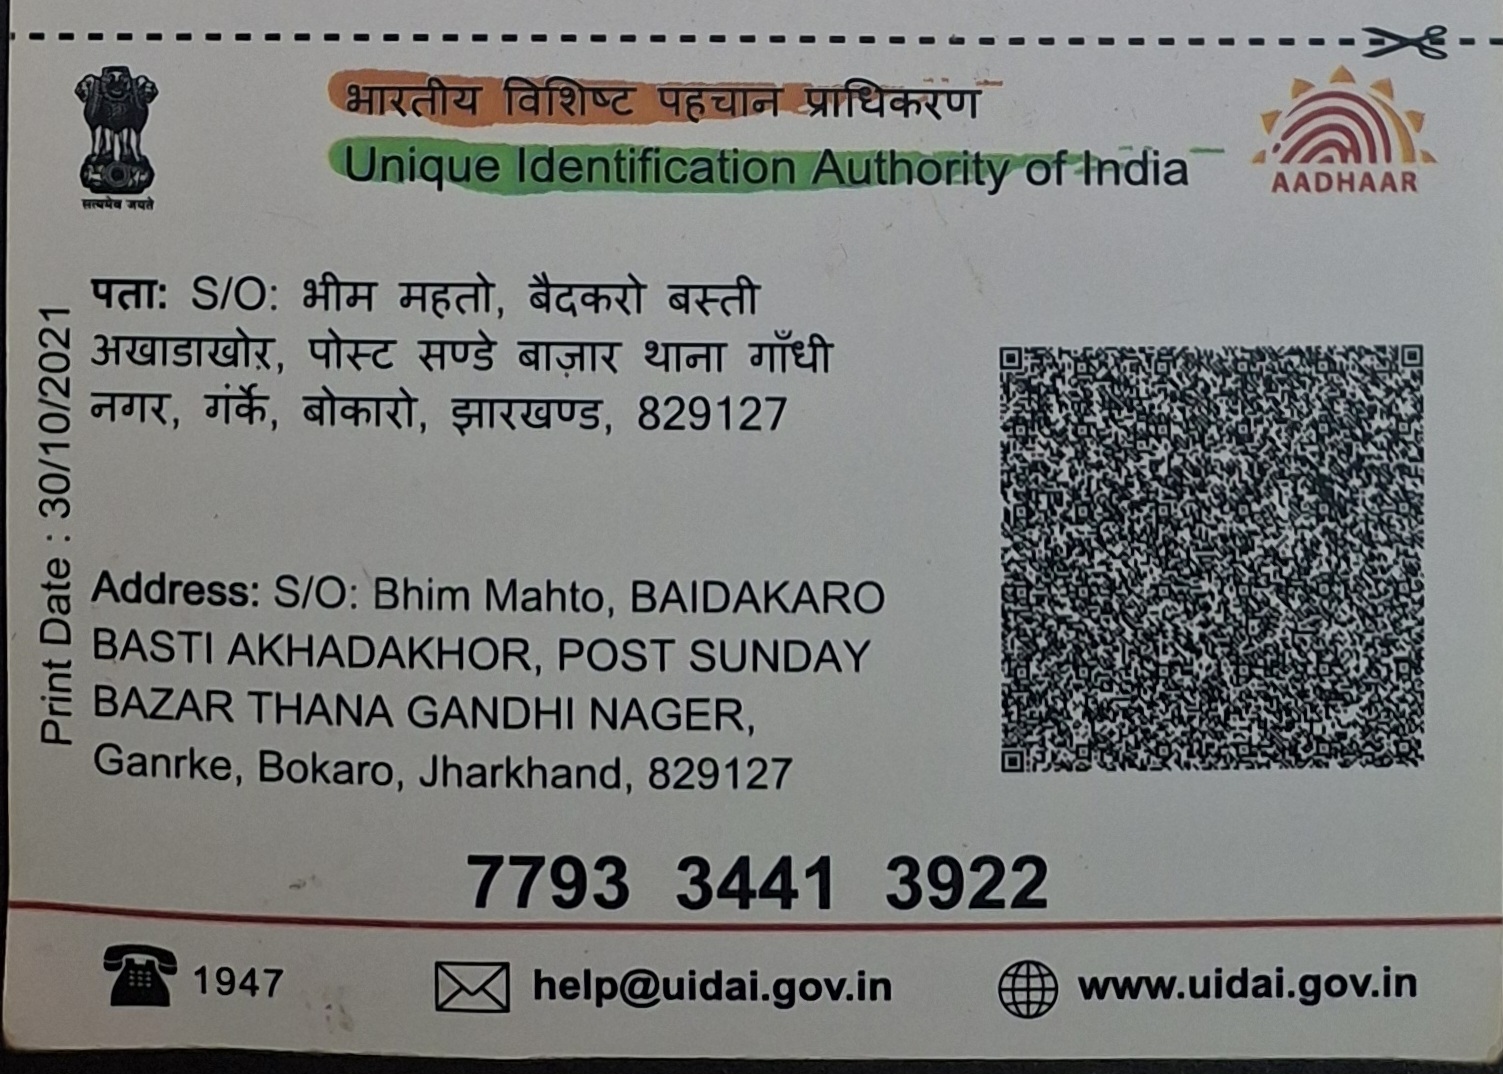 सत्यमेव जयते
भारतीय विशिष्ट पहचान प्राधिकरण
Unique Identification Authority of India
AADHAAR
Print Date : 30/10/2021
पता: S/O: भीम महतो, बैदकरो बस्ती
अखाडाखोऱ, पोस्ट सण्डे बाज़ार थाना गाँधी
नगर, गंर्के, बोकारो, झारखण्ड, 829127
Address: S/O: Bhim Mahto, BAIDAKARO
BASTI AKHADAKHOR, POST SUNDAY
BAZAR THANA GANDHI NAGER,
Ganrke, Bokaro, Jharkhand, 829127
7793 3441 3922
1947
help@uidai.gov.in
www.uidai.gov.in